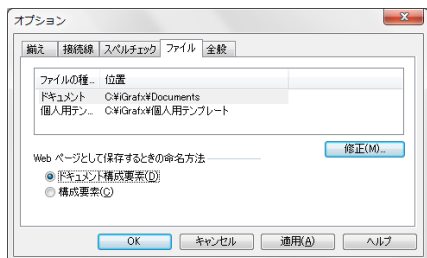 オプション
揃え 接続線 スペルチェック ファイル 全般
ファイルの種... 位置
ドキュメント C:¥iGrafx¥Documents
個人用テン... C:¥iGrafx¥個人用テンプレート
修正(M)...
Web ページとして保存するときの命名方法
ドキュメント構成要素(D)
構成要素(C)
OK キャンセル 適用(A) ヘルプ